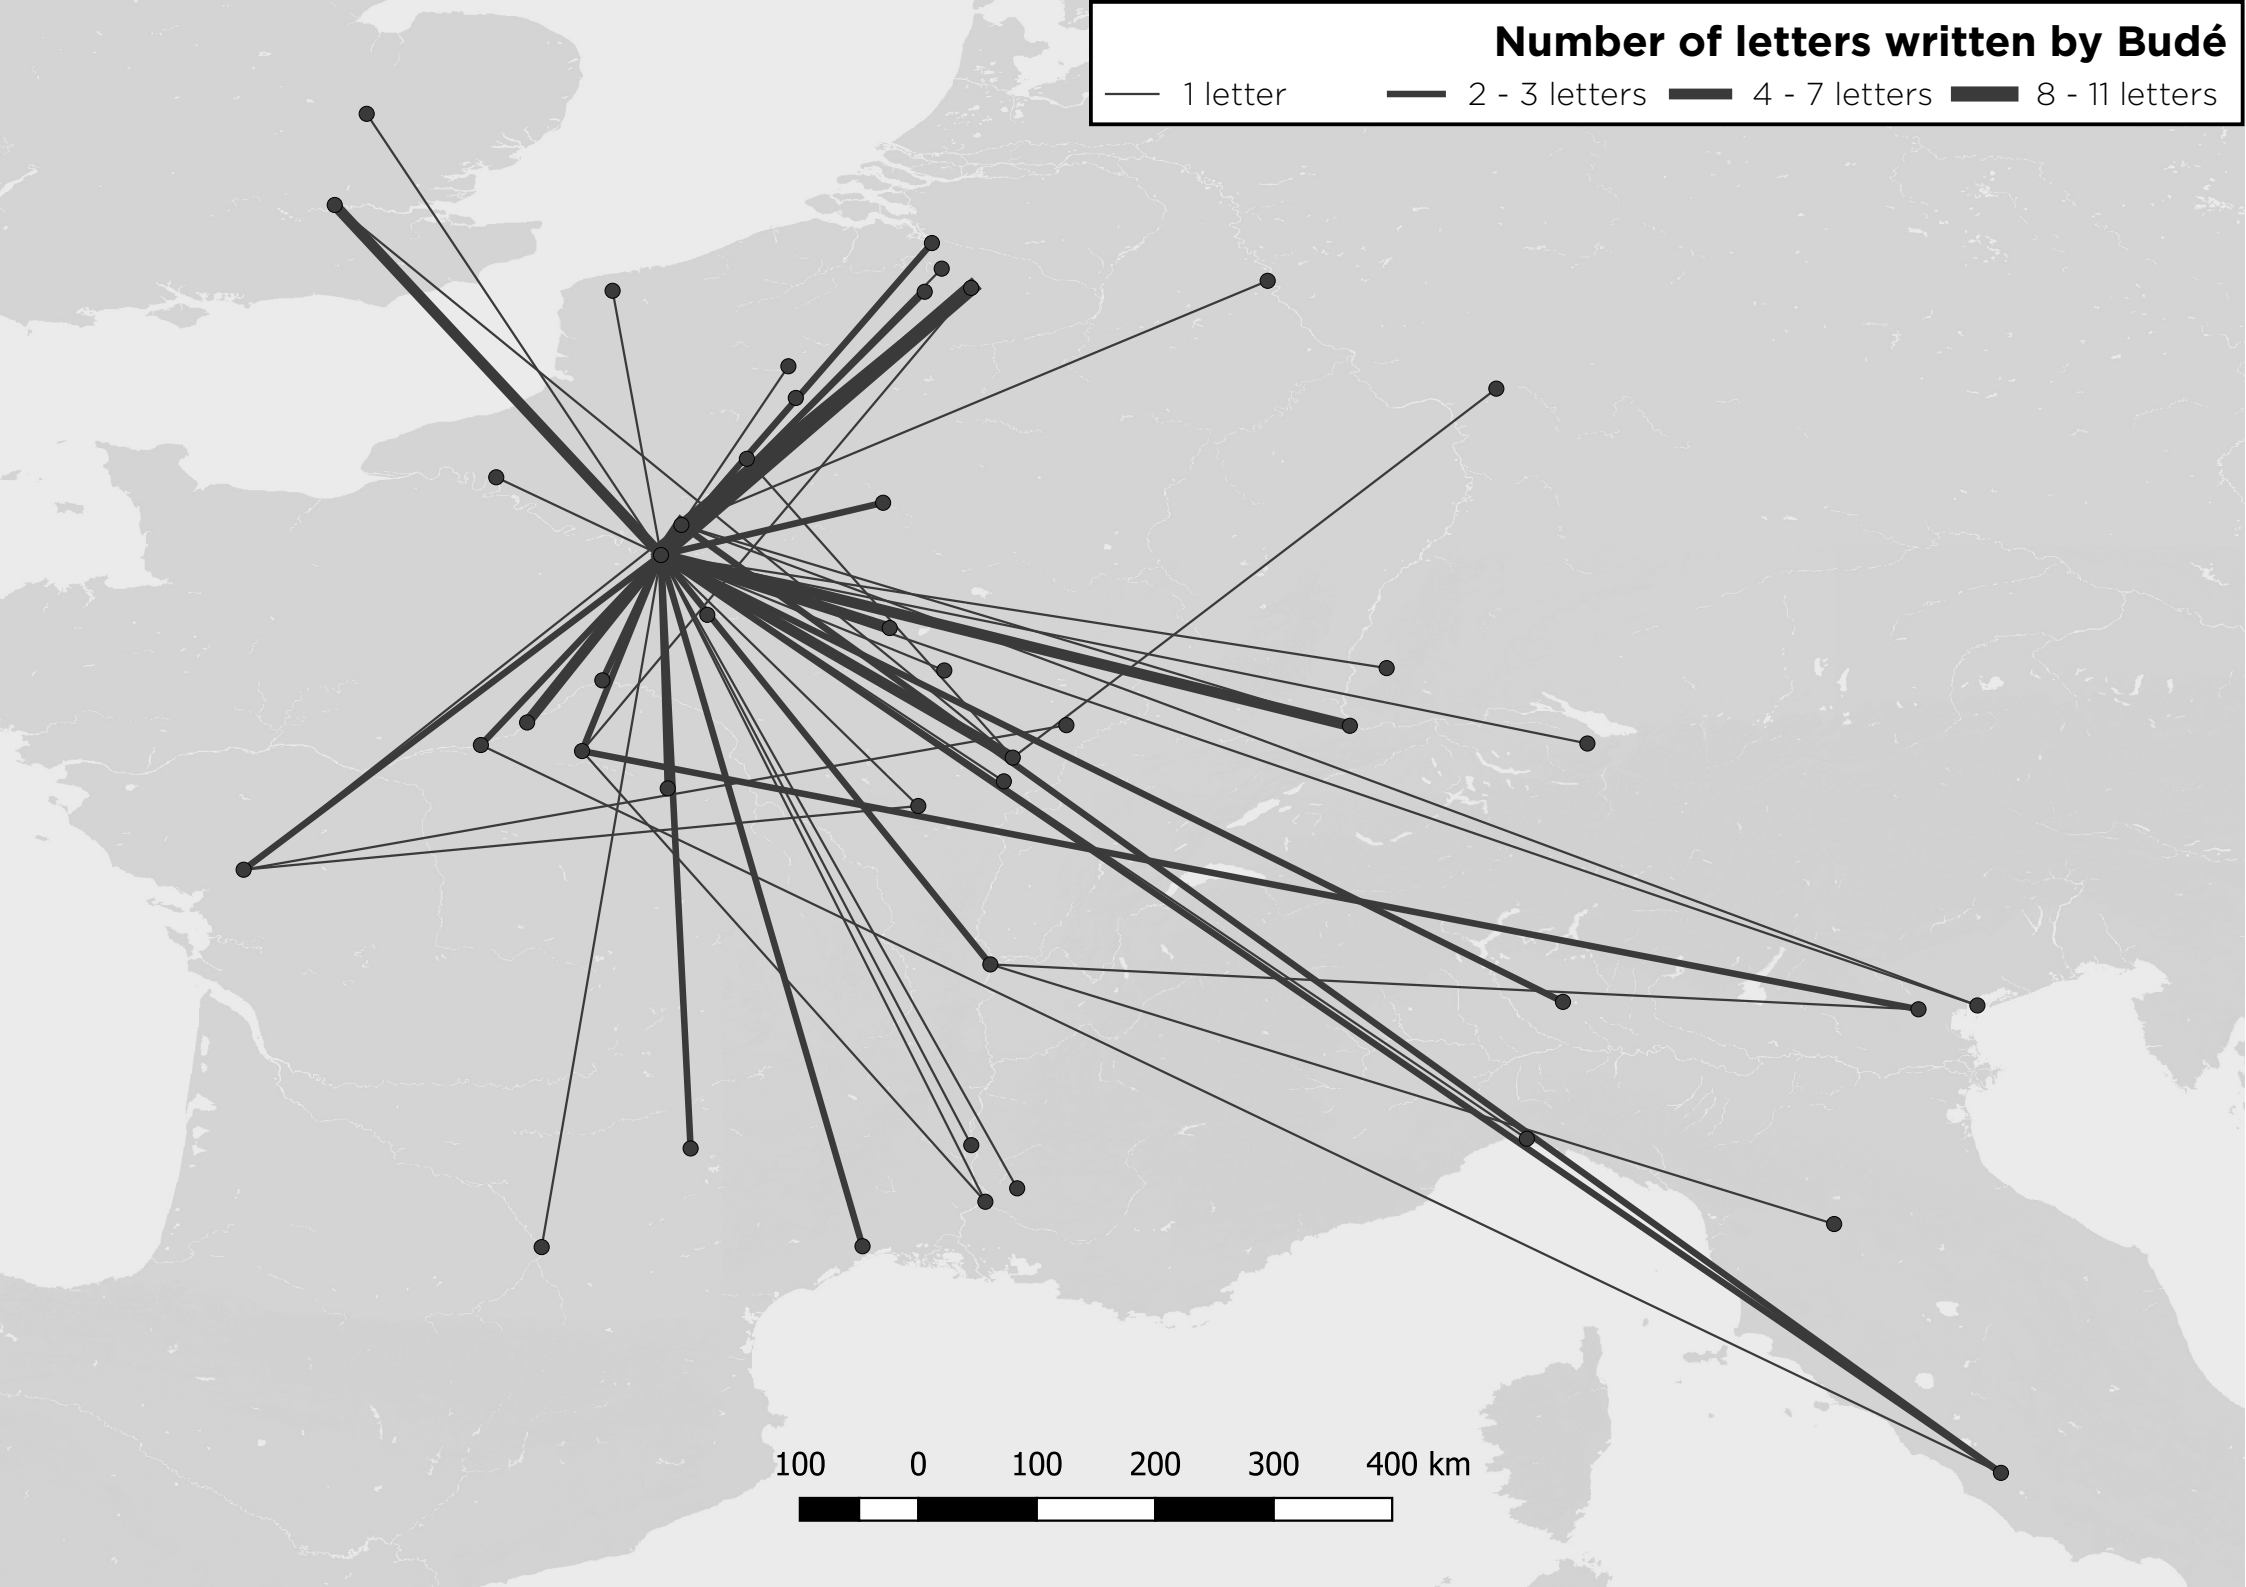 Number of letters written by Budé
1 letter 2 - 3 letters 4 - 7 letters 8 - 11 letters
100 0 100 200 300 400 km